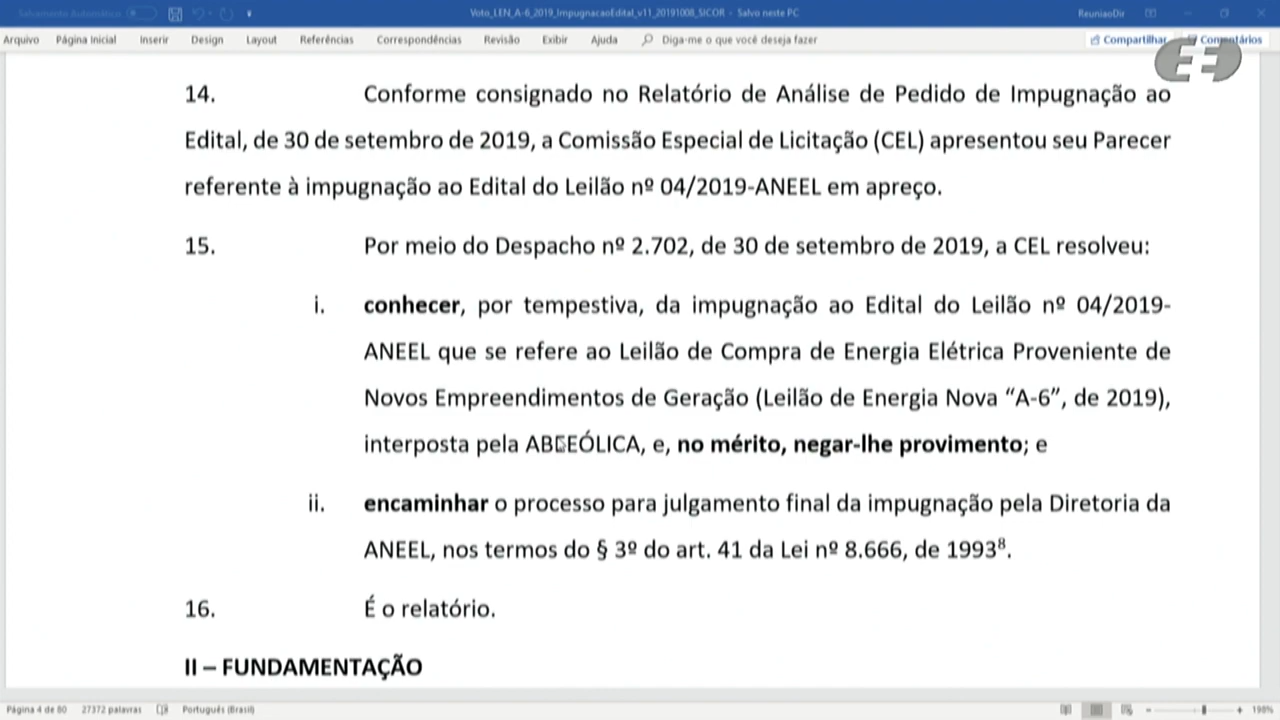 Salvamento Automático
Voto_LEN_A-6_2019_ImpugnacaoEdital_v11_20191008_SICOR - Salvo neste PC
ReuniaoDir
Arquivo Página Inicial Inserir Design Layout Referências Correspondências Revisão Exibir Ajuda Diga-me o que você deseja fazer Compartilhar Comentários
14. Conforme consignado no Relatório de Análise de Pedido de Impugnação ao
Edital, de 30 de setembro de 2019, a Comissão Especial de Licitação (CEL) apresentou seu Parecer
referente à impugnação ao Edital do Leilão nº 04/2019-ANEEL em apreço.
15. Por meio do Despacho nº 2.702, de 30 de setembro de 2019, a CEL resolveu:
i. conhecer, por tempestiva, da impugnação ao Edital do Leilão nº 04/2019-
ANEEL que se refere ao Leilão de Compra de Energia Elétrica Proveniente de
Novos Empreendimentos de Geração (Leilão de Energia Nova “A-6”, de 2019),
interposta pela ABEEÓLICA, e, no mérito, negar-lhe provimento; e
ii. encaminhar o processo para julgamento final da impugnação pela Diretoria da
ANEEL, nos termos do § 3º do art. 41 da Lei nº 8.666, de 1993⁸.
16. É o relatório.
II – FUNDAMENTAÇÃO
Página 4 de 80 27372 palavras Português (Brasil) 198%